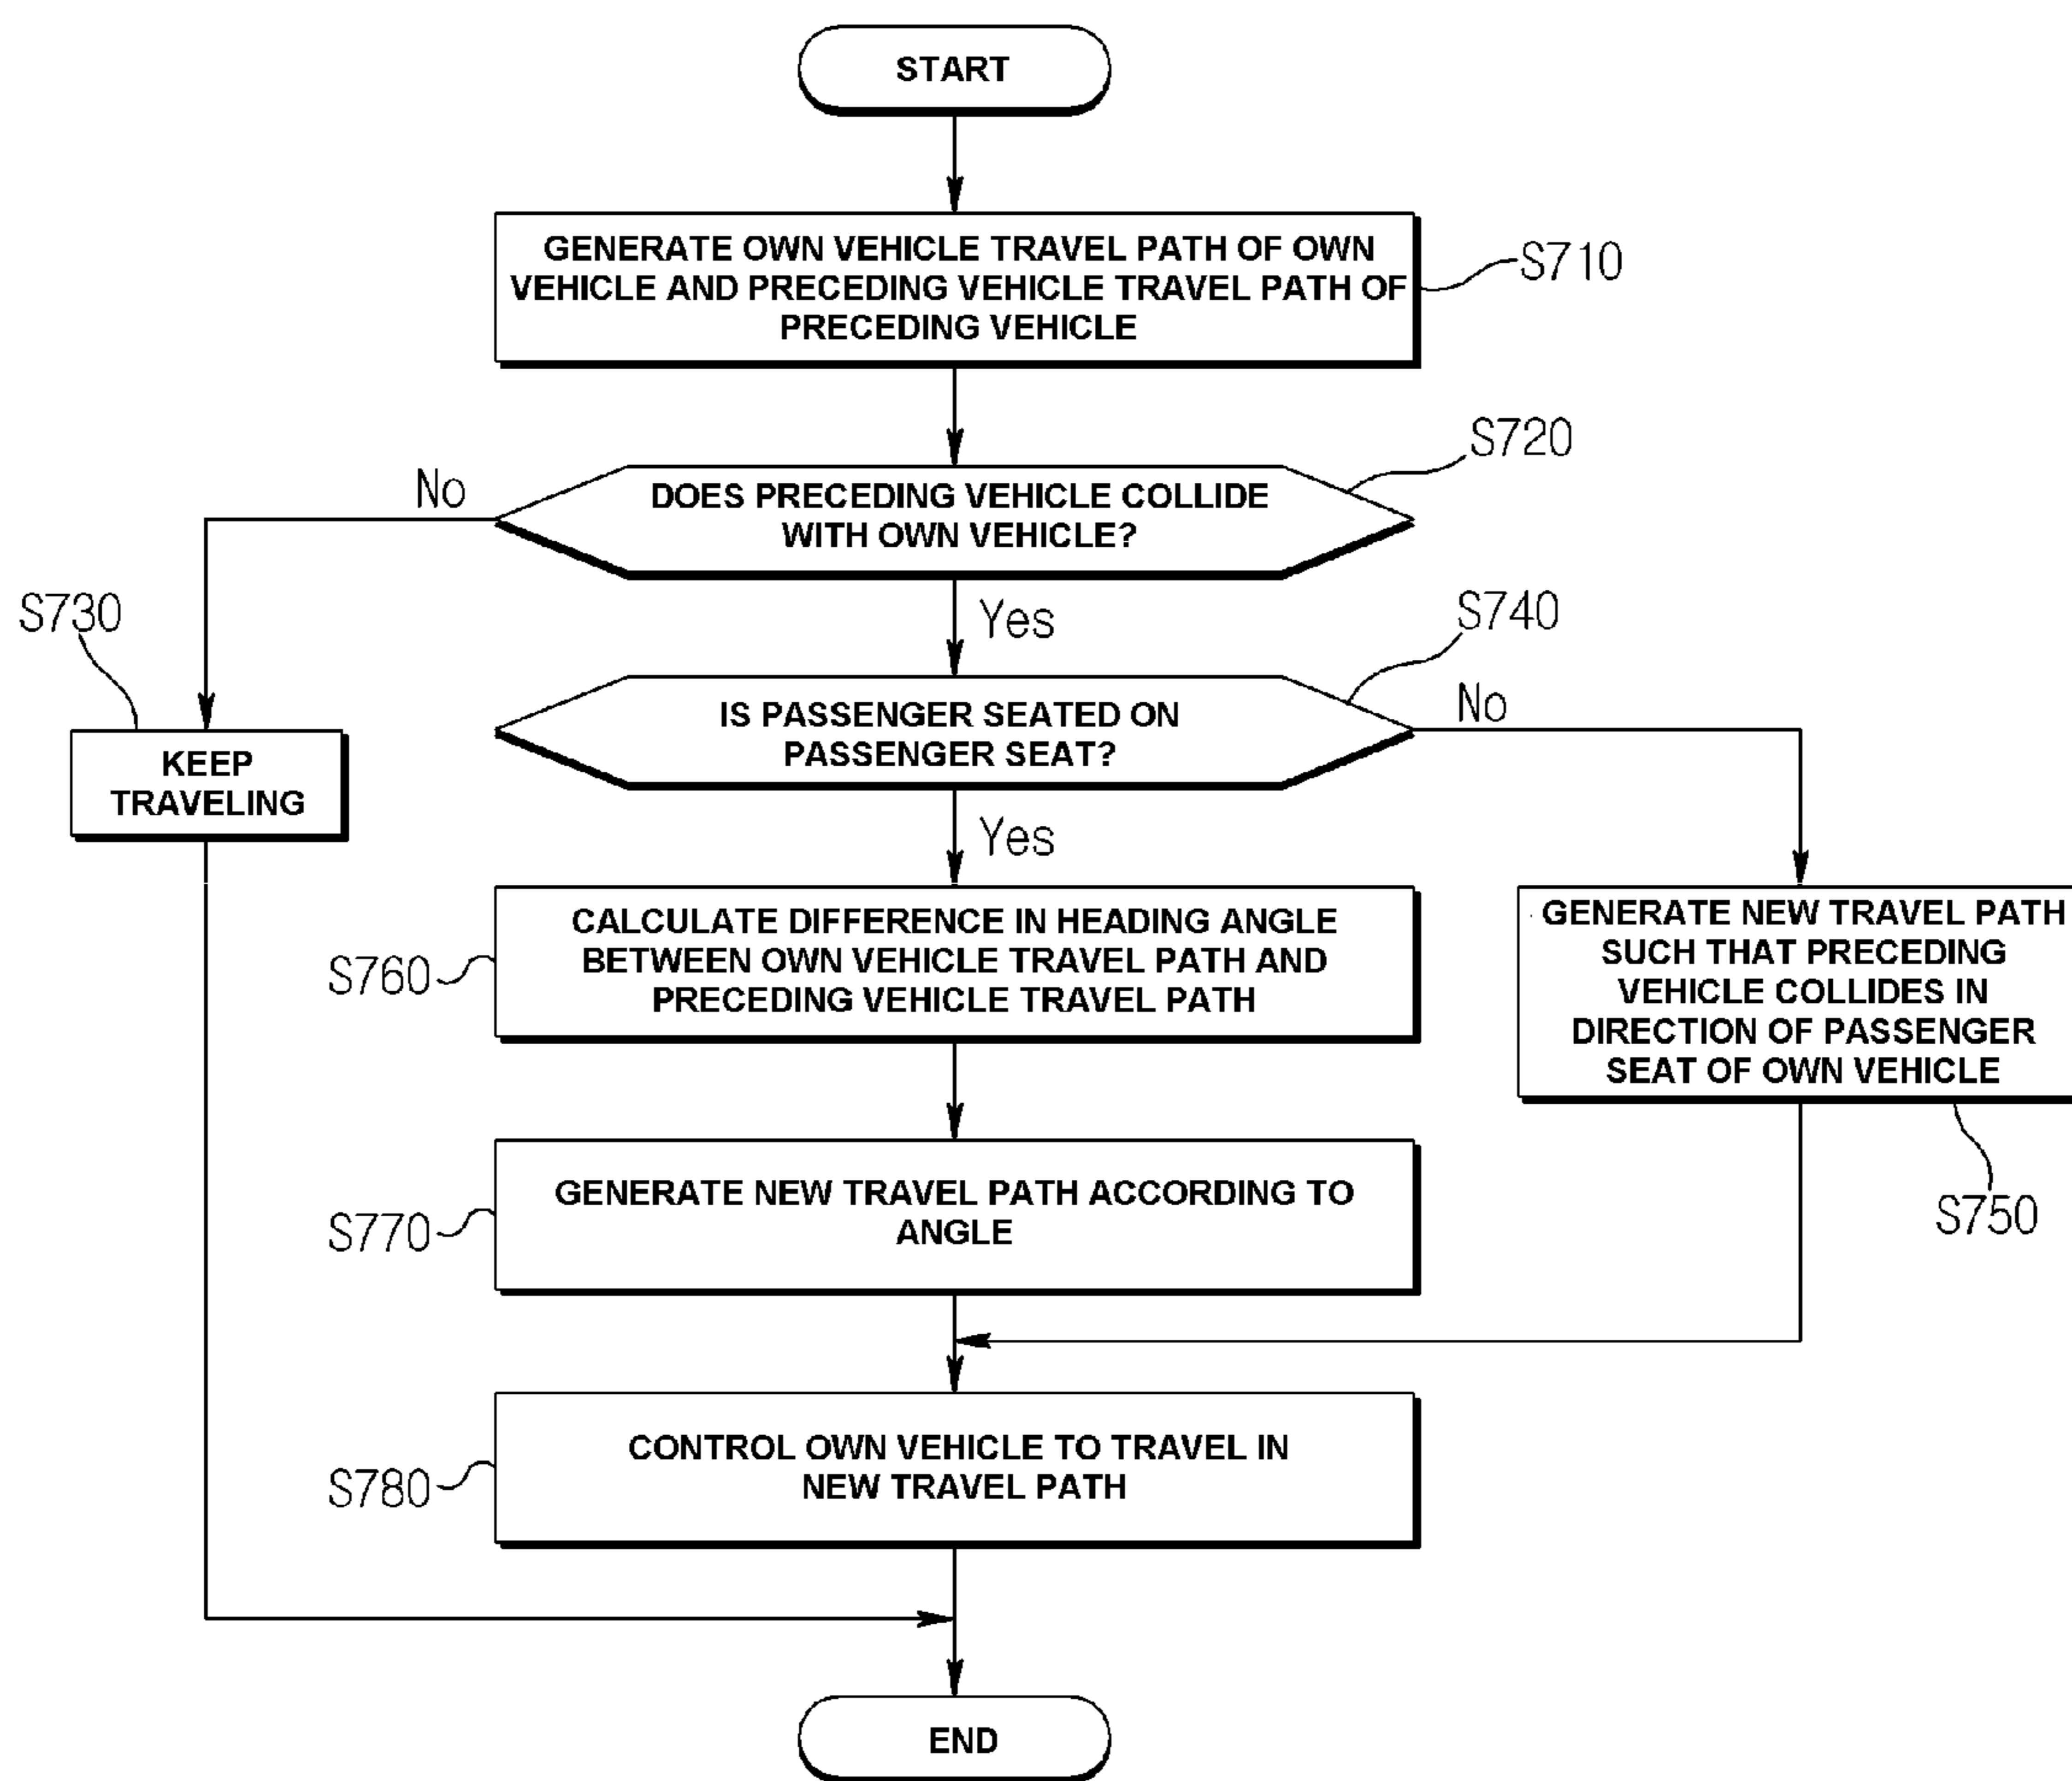 START
GENERATE OWN VEHICLE TRAVEL PATH OF OWN
VEHICLE AND PRECEDING VEHICLE TRAVEL PATH OF
PRECEDING VEHICLE
S710
S720
No
DOES PRECEDING VEHICLE COLLIDE
WITH OWN VEHICLE?
Yes
S730
S740
KEEP
TRAVELING
IS PASSENGER SEATED ON
PASSENGER SEAT?
No
Yes
S760
CALCULATE DIFFERENCE IN HEADING ANGLE
BETWEEN OWN VEHICLE TRAVEL PATH AND
PRECEDING VEHICLE TRAVEL PATH
GENERATE NEW TRAVEL PATH
SUCH THAT PRECEDING
VEHICLE COLLIDES IN
DIRECTION OF PASSENGER
SEAT OF OWN VEHICLE
S750
S770
GENERATE NEW TRAVEL PATH ACCORDING TO
ANGLE
S780
CONTROL OWN VEHICLE TO TRAVEL IN
NEW TRAVEL PATH
END